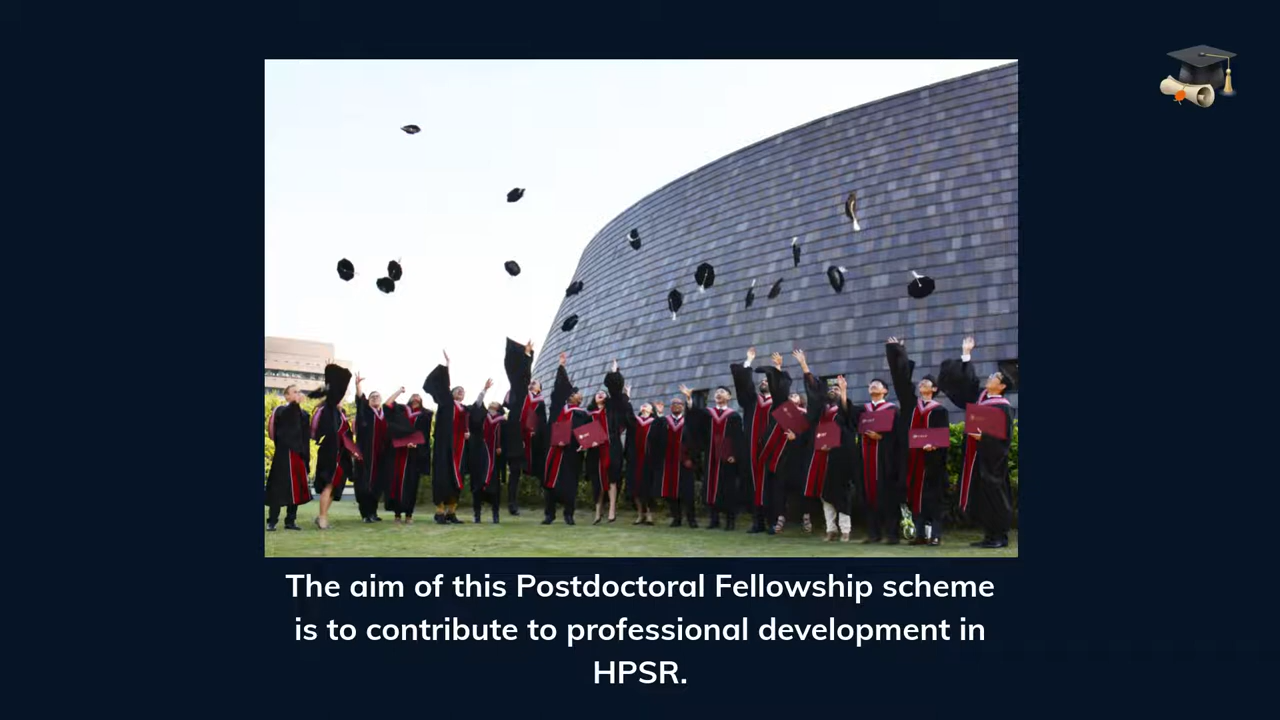 The aim of this Postdoctoral Fellowship scheme
is to contribute to professional development in
HPSR.